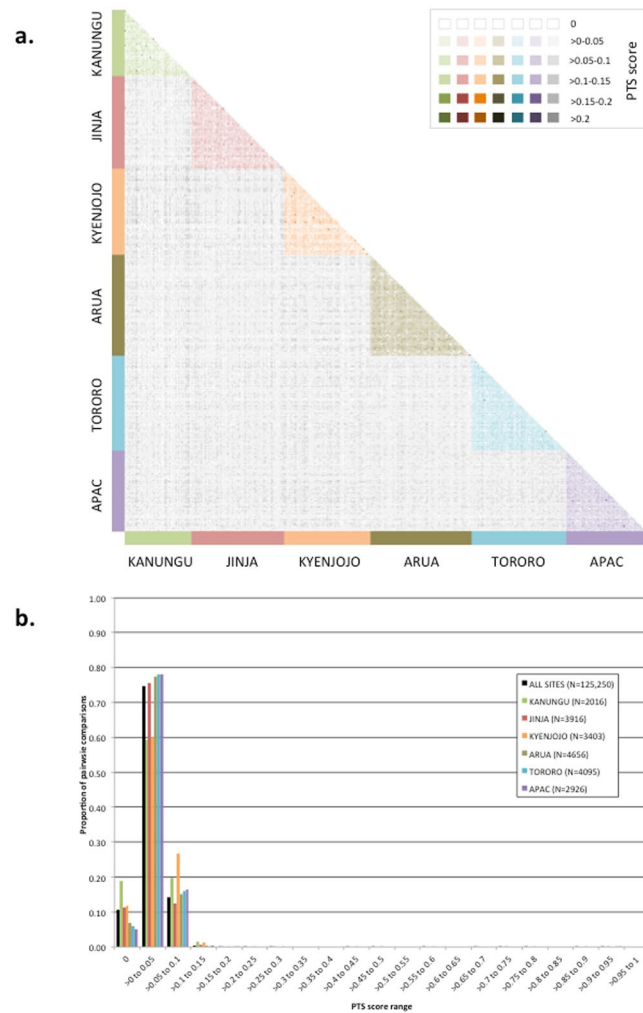 a.
KANUNGU
JINJA
KYENJOJO
ARUA
TORORO
APAC
0
>0-0.05
>0.05-0.1
>0.1-0.15
>0.15-0.2
>0.2
PTS score
KANUNGU JINJA KYENJOJO ARUA TORORO APAC
b.
1.00
0.90
0.80
0.70
0.60
0.50
0.40
0.30
0.20
0.10
0.00
Proportion of pairwsie comparisons
ALL SITES (N=125,250)
KANUNGU (N=2016)
JINJA (N=3916)
KYENJOJO (N=3403)
ARUA (N=4656)
TORORO (N=4095)
APAC (N=2926)
0
>0 to 0.05
>0.05 to 0.1
>0.1 to 0.15
>0.15 to 0.2
>0.2 to 0.25
>0.25 to 0.3
>0.3 to 0.35
>0.35 to 0.4
>0.4 to 0.45
>0.45 to 0.5
>0.5 to 0.55
>0.55 to 0.6
>0.6 to 0.65
>0.65 to 0.7
>0.7 to 0.75
>0.75 to 0.8
>0.8 to 0.85
>0.85 to 0.9
>0.9 to 0.95
>0.95 to 1
PTS score range